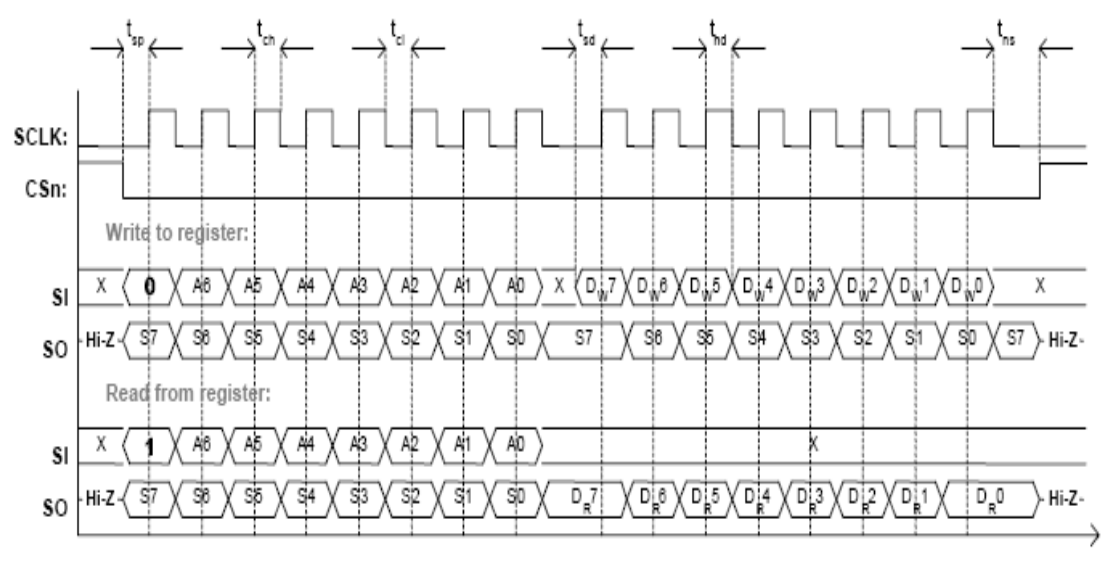 tsp tch tcl tsd thd tns
SCLK:
CSn:
Write to register:
SI X 0 A6 A5 A4 A3 A2 A1 A0 X DW7 DW6 DW5 DW4 DW3 DW2 DW1 DW0 X
SO Hi-Z S7 S6 S5 S4 S3 S2 S1 S0 S7 S6 S5 S4 S3 S2 S1 S0 S7 Hi-Z
Read from register:
SI X 1 A6 A5 A4 A3 A2 A1 A0 X
SO Hi-Z S7 S6 S5 S4 S3 S2 S1 S0 DR7 DR6 DR5 DR4 DR3 DR2 DR1 DR0 Hi-Z